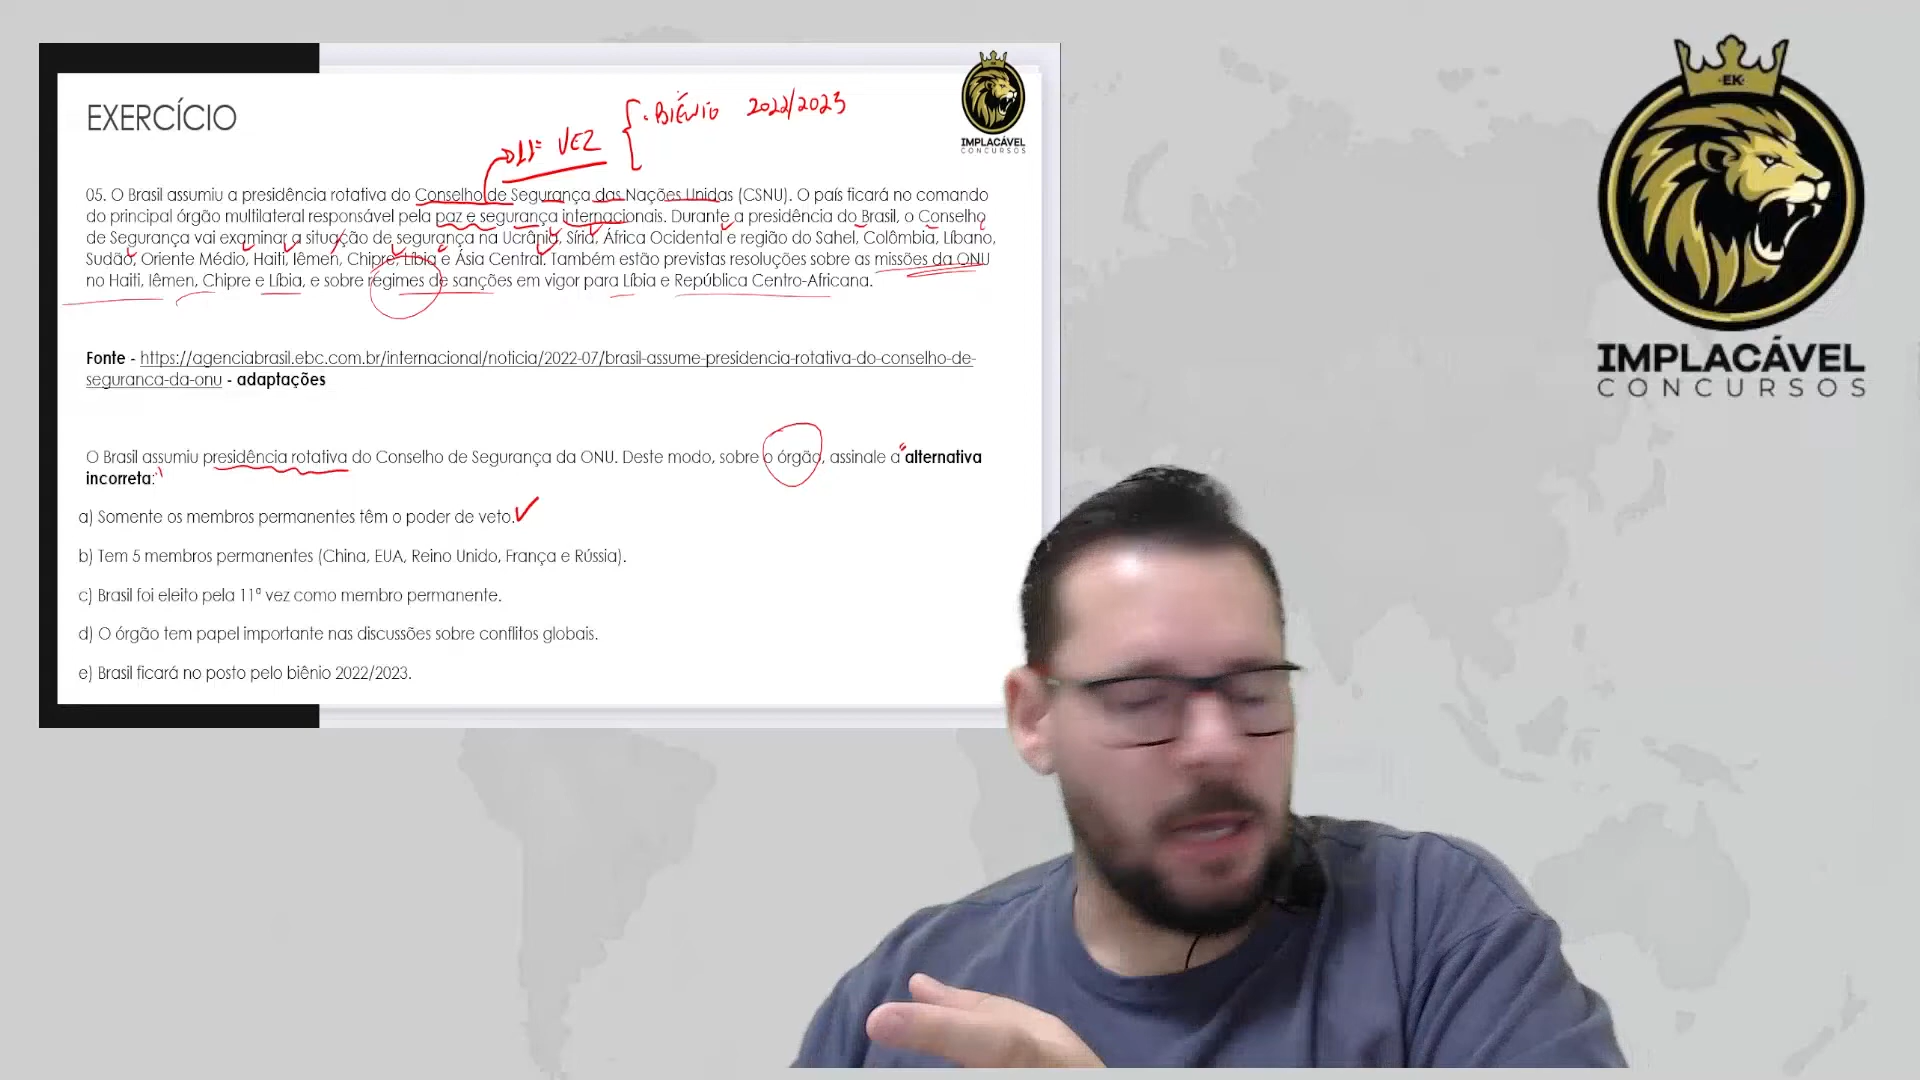 EXERCÍCIO
11ª VEZ
. BIÊNIO 2022/2023
IMPLACÁVEL
CONCURSOS
05. O Brasil assumiu a presidência rotativa do Conselho de Segurança das Nações Unidas (CSNU). O país ficará no comando
do principal órgão multilateral responsável pela paz e segurança internacionais. Durante a presidência do Brasil, o Conselho
de Segurança vai examinar a situação de segurança na Ucrânia, Síria, África Ocidental e região do Sahel, Colômbia, Líbano,
Sudão, Oriente Médio, Haiti, Iêmen, Chipre, Líbia e Ásia Central. Também estão previstas resoluções sobre as missões da ONU
no Haiti, Iêmen, Chipre e Líbia, e sobre regimes de sanções em vigor para Líbia e República Centro-Africana.
Fonte - https://agenciabrasil.ebc.com.br/internacional/noticia/2022-07/brasil-assume-presidencia-rotativa-do-conselho-de-
seguranca-da-onu - adaptações
O Brasil assumiu presidência rotativa do Conselho de Segurança da ONU. Deste modo, sobre o órgão, assinale a alternativa
incorreta:
a) Somente os membros permanentes têm o poder de veto.
b) Tem 5 membros permanentes (China, EUA, Reino Unido, França e Rússia).
c) Brasil foi eleito pela 11ª vez como membro permanente.
d) O órgão tem papel importante nas discussões sobre conflitos globais.
e) Brasil ficará no posto pelo biênio 2022/2023.
EK
IMPLACÁVEL
CONCURSOS